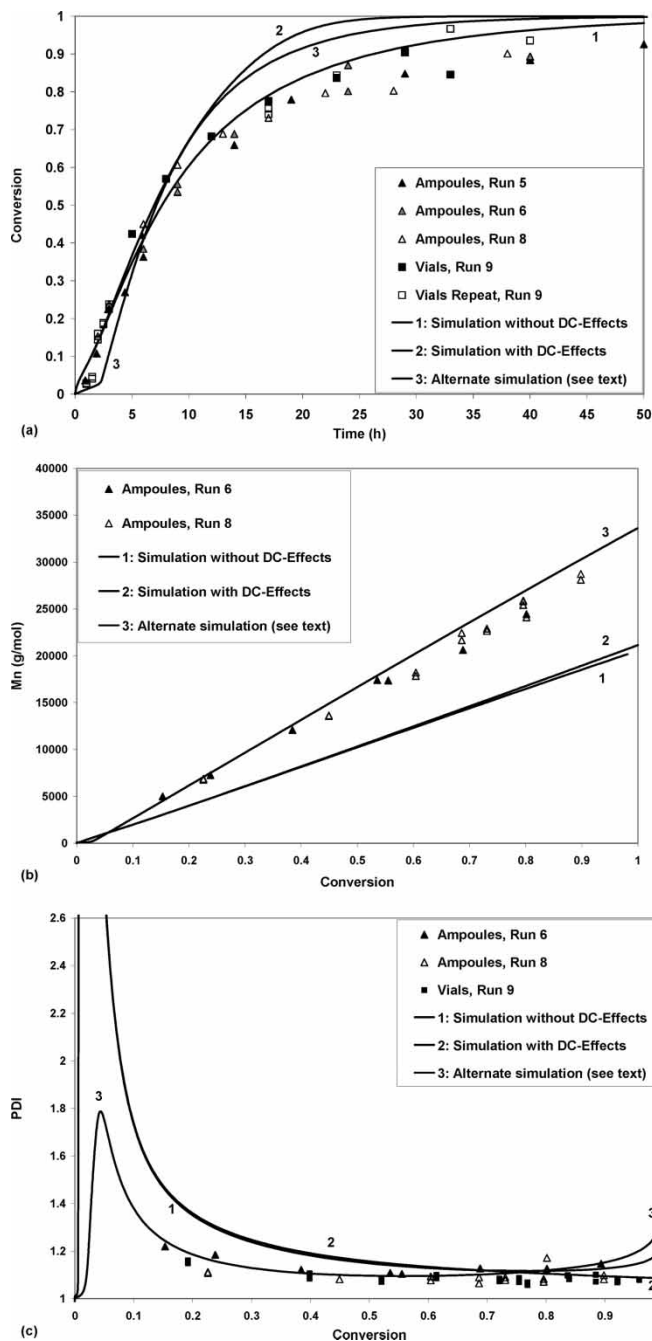 1
0.9
0.8
0.7
0.6
0.5
0.4
0.3
0.2
0.1
0
Conversion
2
3
1
3
Ampoules, Run 5
Ampoules, Run 6
Ampoules, Run 8
Vials, Run 9
Vials Repeat, Run 9
1: Simulation without DC-Effects
2: Simulation with DC-Effects
3: Alternate simulation (see text)
0 5 10 15 20 25 30 35 40 45 50
(a) Time (h)
40000
35000
30000
25000
20000
15000
10000
5000
0
Mn (g/mol)
Ampoules, Run 6
Ampoules, Run 8
1: Simulation without DC-Effects
2: Simulation with DC-Effects
3: Alternate simulation (see text)
3
2
1
0 0.1 0.2 0.3 0.4 0.5 0.6 0.7 0.8 0.9 1
(b) Conversion
2.6
2.4
2.2
2
1.8
1.6
1.4
1.2
1
PDI
Ampoules, Run 6
Ampoules, Run 8
Vials, Run 9
1: Simulation without DC-Effects
2: Simulation with DC-Effects
3: Alternate simulation (see text)
3
1
2
3
2
0 0.1 0.2 0.3 0.4 0.5 0.6 0.7 0.8 0.9
(c) Conversion